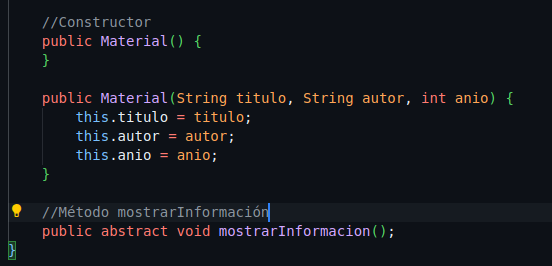 //Constructor
public Material() {
}
public Material(String titulo, String autor, int anio) {
this.titulo = titulo;
this.autor = autor;
this.anio = anio;
}
//Método mostrarInformación
public abstract void mostrarInformacion();
}